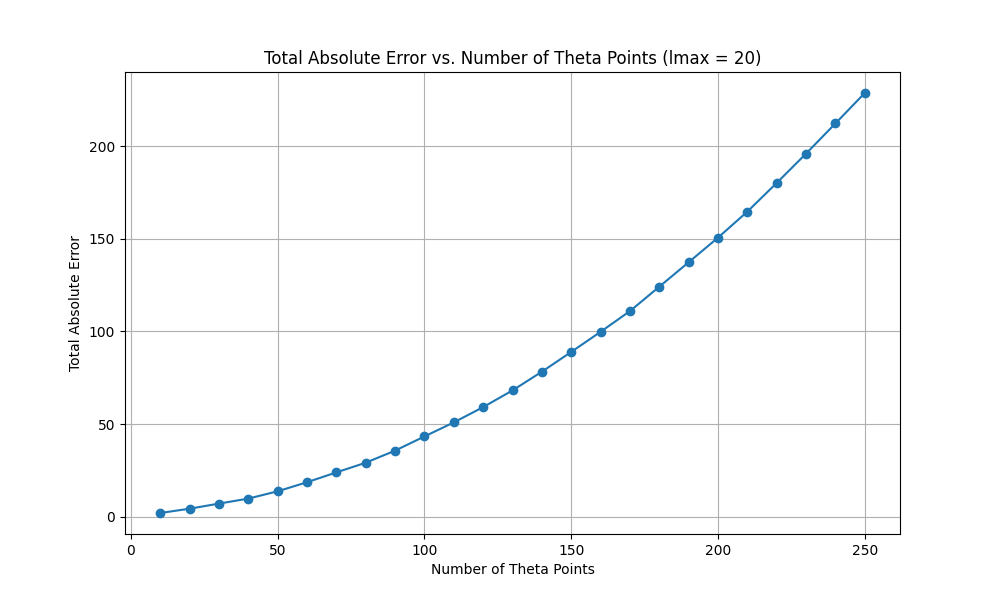 Total Absolute Error vs. Number of Theta Points (lmax = 20)
Total Absolute Error
200
150
100
50
0
0 50 100 150 200 250
Number of Theta Points